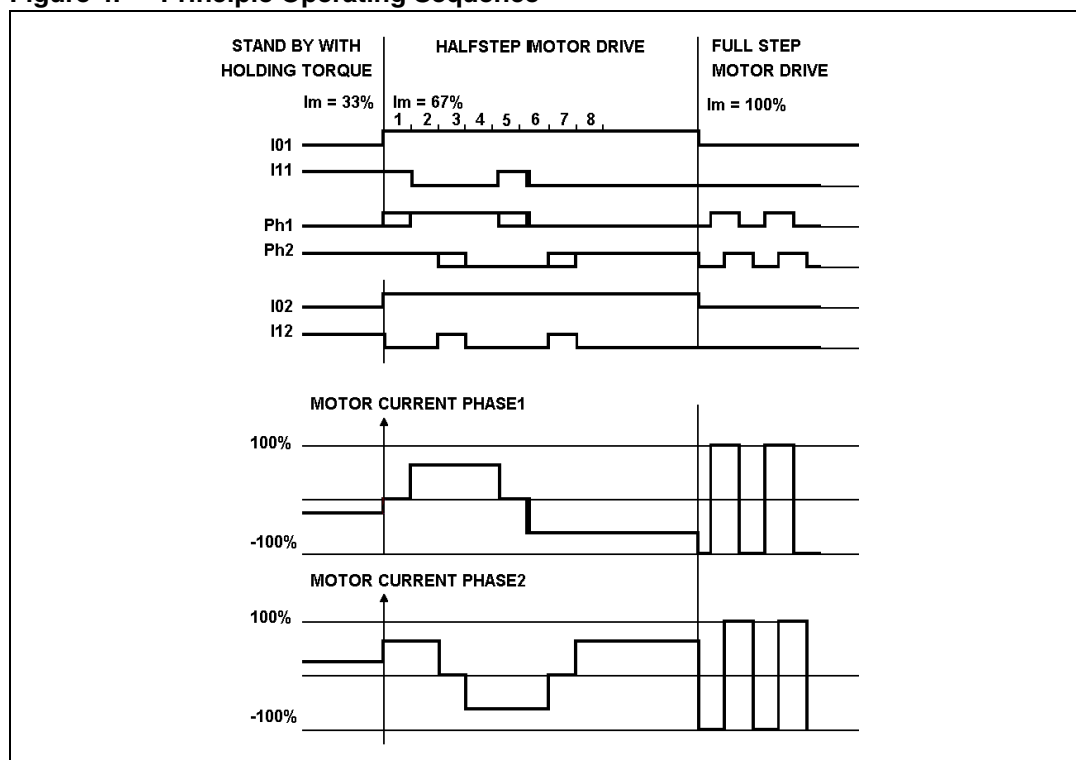 Figure 4. Principle Operating Sequence
STAND BY WITH
HOLDING TORQUE
HALFSTEP MOTOR DRIVE
FULL STEP
MOTOR DRIVE
Im = 33%
Im = 67%
Im = 100%
1 2 3 4 5 6 7 8
I01
I11
Ph1
Ph2
I02
I12
MOTOR CURRENT PHASE1
100%
-100%
MOTOR CURRENT PHASE2
100%
-100%